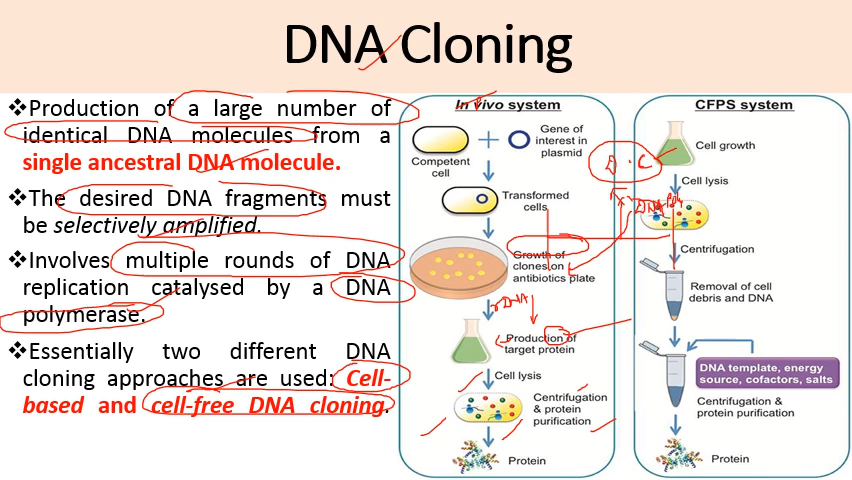 DNA Cloning
❖Production of a large number of
identical DNA molecules from a
single ancestral DNA molecule.
❖The desired DNA fragments must
be selectively amplified.
❖Involves multiple rounds of DNA
replication catalysed by a DNA
polymerase.
❖Essentially two different DNA
cloning approaches are used: Cell-
based and cell-free DNA cloning.
In vivo system
Competent
cell
Gene of
interest in
plasmid
Transformed
cells
Growth of
clones on
antibiotics plate
rDNA
Production of
target protein
Cell lysis
Centrifugation
& protein
purification
Protein
CFPS system
D.C
Cell growth
Cell lysis
Centrifugation
Removal of cell
debris and DNA
DNA template, energy
source, cofactors, salts
Centrifugation &
protein purification
Protein